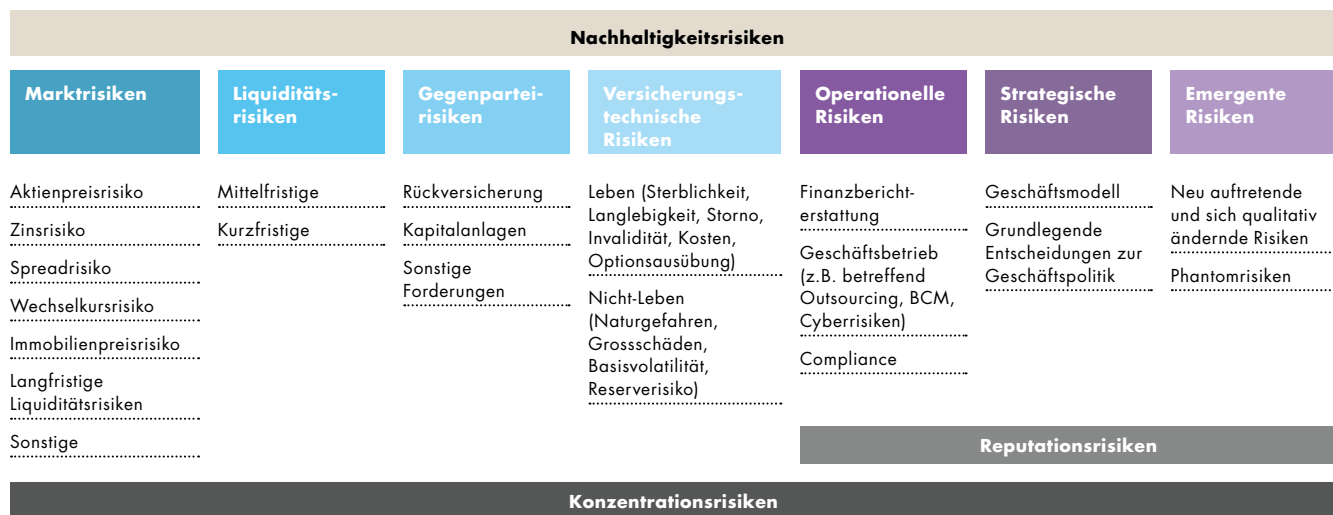 Nachhaltigkeitsrisiken
Marktrisiken
Liquiditäts-
risiken
Gegenpartei-
risiken
Versicherungs-
technische
Risiken
Operationelle
Risiken
Strategische
Risiken
Emergente
Risiken
Aktienpreisrisiko
Zinsrisiko
Spreadrisiko
Wechselkursrisiko
Immobilienpreisrisiko
Langfristige
Liquiditätsrisiken
Sonstige
Mittelfristige
Kurzfristige
Rückversicherung
Kapitalanlagen
Sonstige
Forderungen
Leben (Sterblichkeit,
Langlebigkeit, Storno,
Invalidität, Kosten,
Optionsausübung)
Nicht-Leben
(Naturgefahren,
Grossschäden,
Basisvolatilität,
Reserverisiko)
Finanzbericht-
erstattung
Geschäftsbetrieb
(z.B. betreffend
Outsourcing, BCM,
Cyberrisiken)
Compliance
Geschäftsmodell
Grundlegende
Entscheidungen zur
Geschäftspolitik
Neu auftretende
und sich qualitativ
ändernde Risiken
Phantomrisiken
Reputationsrisiken
Konzentrationsrisiken